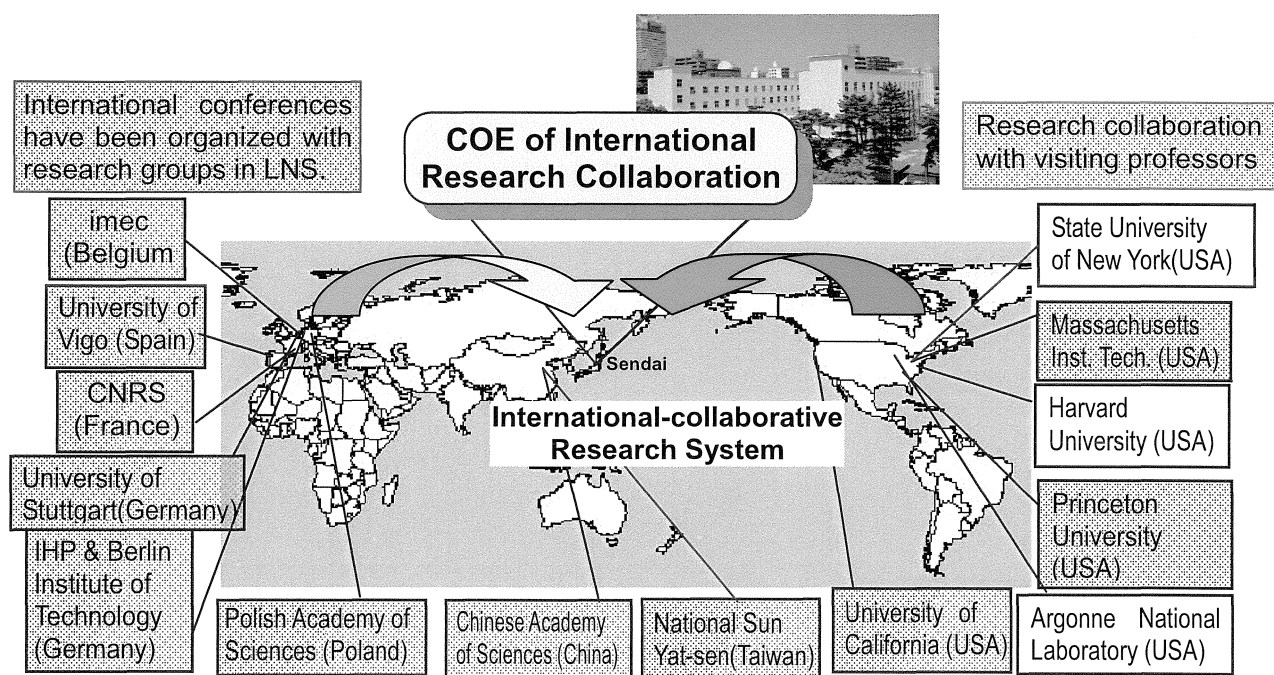 International conferences
have been organized with
research groups in LNS.
COE of International
Research Collaboration
Research collaboration
with visiting professors
imec
(Belgium
University of
Vigo (Spain)
CNRS
(France)
University of
Stuttgart(Germany)
IHP & Berlin
Institute of
Technology
(Germany)
Polish Academy of
Sciences (Poland)
Chinese Academy
of Sciences (China)
National Sun
Yat-sen(Taiwan)
University of
California (USA)
Argonne National
Laboratory (USA)
State University
of New York(USA)
Massachusetts
Inst. Tech. (USA)
Harvard
University (USA)
Princeton
University
(USA)
Sendai
International-collaborative
Research System